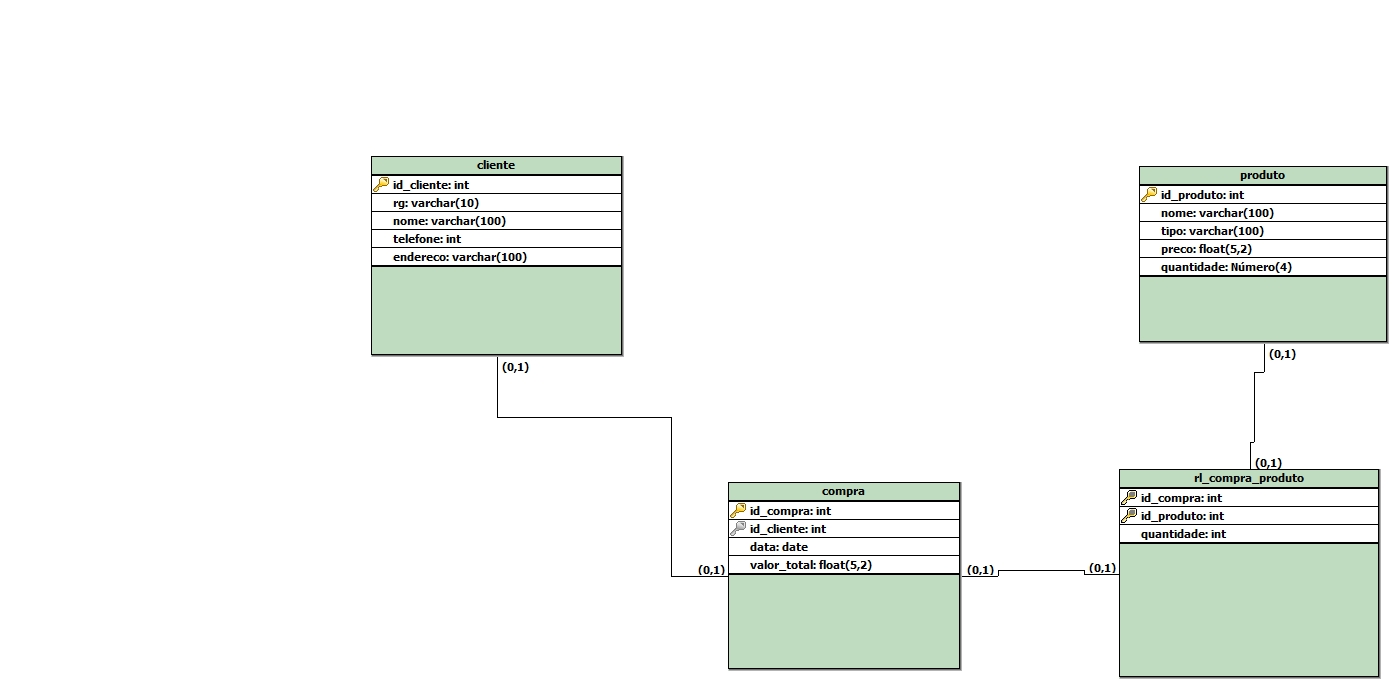 cliente
id_cliente: int
rg: varchar(10)
nome: varchar(100)
telefone: int
endereco: varchar(100)
(0,1)
produto
id_produto: int
nome: varchar(100)
tipo: varchar(100)
preco: float(5,2)
quantidade: Número(4)
(0,1)
compra
id_compra: int
id_cliente: int
data: date
valor_total: float(5,2)
(0,1)
(0,1)
(0,1)
(0,1)
rl_compra_produto
id_compra: int
id_produto: int
quantidade: int